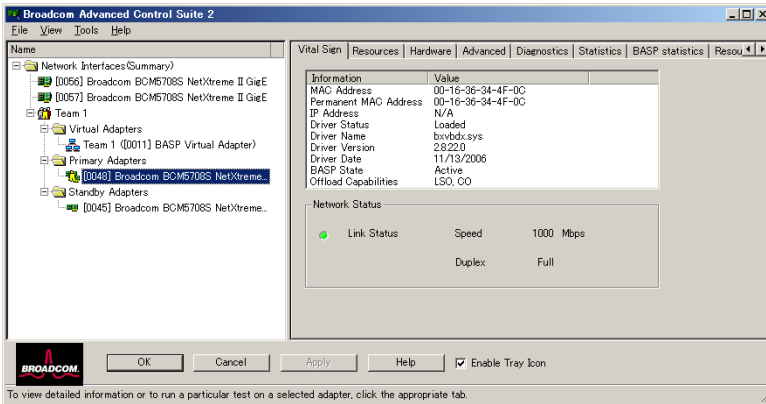 Broadcom Advanced Control Suite 2
File View Tools Help
Name
Network Interfaces(Summary)
[0056] Broadcom BCM5708S NetXtreme II GigE
[0057] Broadcom BCM5708S NetXtreme II GigE
Team 1
Virtual Adapters
Team 1 ([0011] BASP Virtual Adapter)
Primary Adapters
[0048] Broadcom BCM5708S NetXtreme...
Standby Adapters
[0045] Broadcom BCM5708S NetXtreme...
Vital Sign Resources Hardware Advanced Diagnostics Statistics BASP statistics Resou
Information Value
MAC Address 00-16-36-34-4F-0C
Permanent MAC Address 00-16-36-34-4F-0C
IP Address N/A
Driver Status Loaded
Driver Name bxvbdx.sys
Driver Version 2.8.22.0
Driver Date 11/13/2006
BASP State Active
Offload Capabilities LSO, CO
Network Status
Link Status Speed 1000 Mbps
Duplex Full
BROADCOM.
OK Cancel Apply Help Enable Tray Icon
To view detailed information or to run a particular test on a selected adapter, click the appropriate tab.